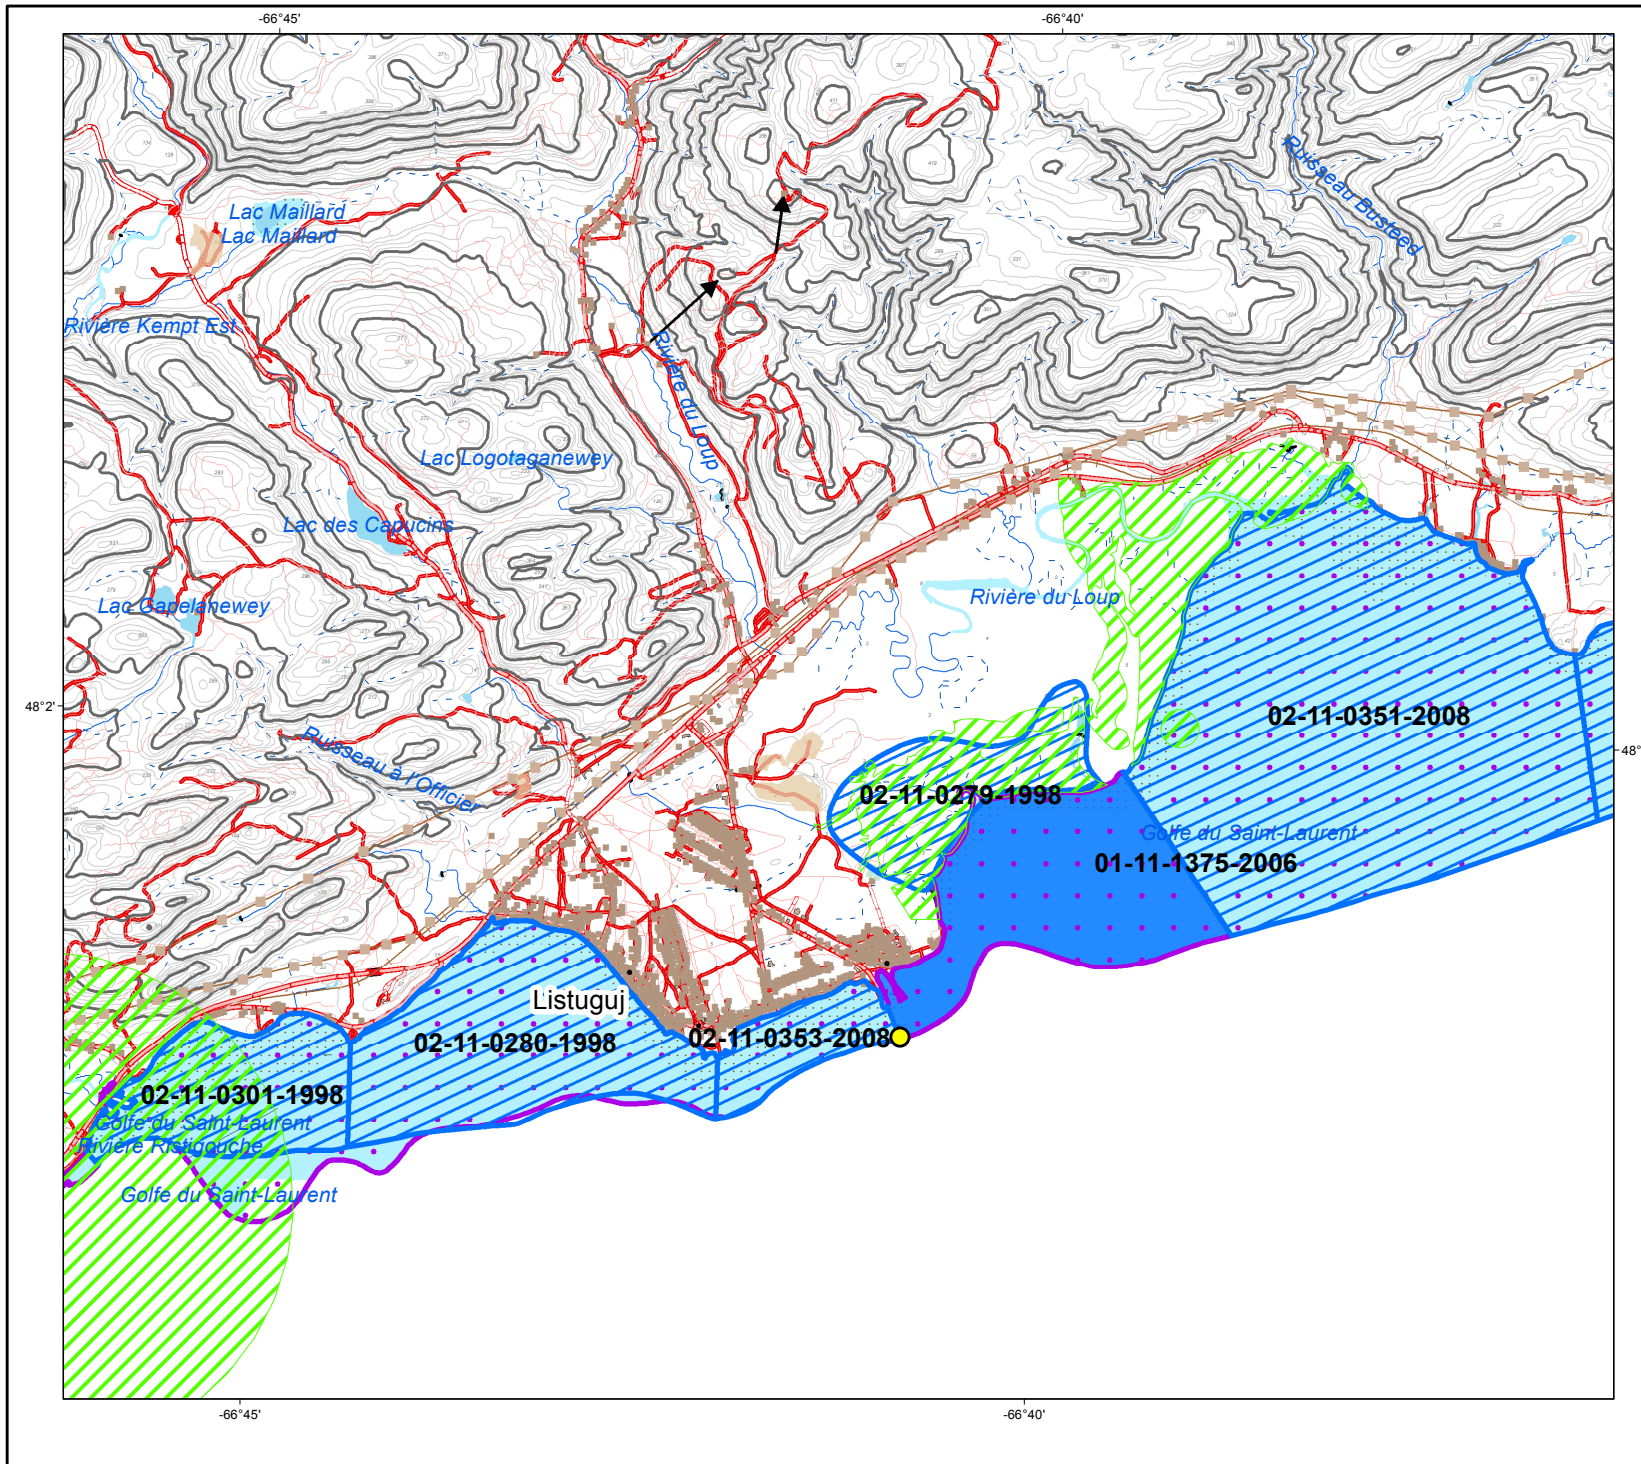 -66°45'
-66°40'
Ruisseau Busteed
Lac Maillard
Lac Maillard
Rivière Kempt Est
Rivière du Loup
Lac Logotaganewey
Lac des Capucins
Lac Capelanewey
Rivière du Loup
48°2'
48°
Ruisseau à l'Officier
02-11-0351-2008
02-11-0279-1998
Golfe du Saint-Laurent
01-11-1375-2006
Listuguj
02-11-0280-1998
02-11-0353-2008
02-11-0301-1998
Golfe du Saint-Laurent
Rivière Ristigouche
Golfe du Saint-Laurent
-66°45'
-66°40'